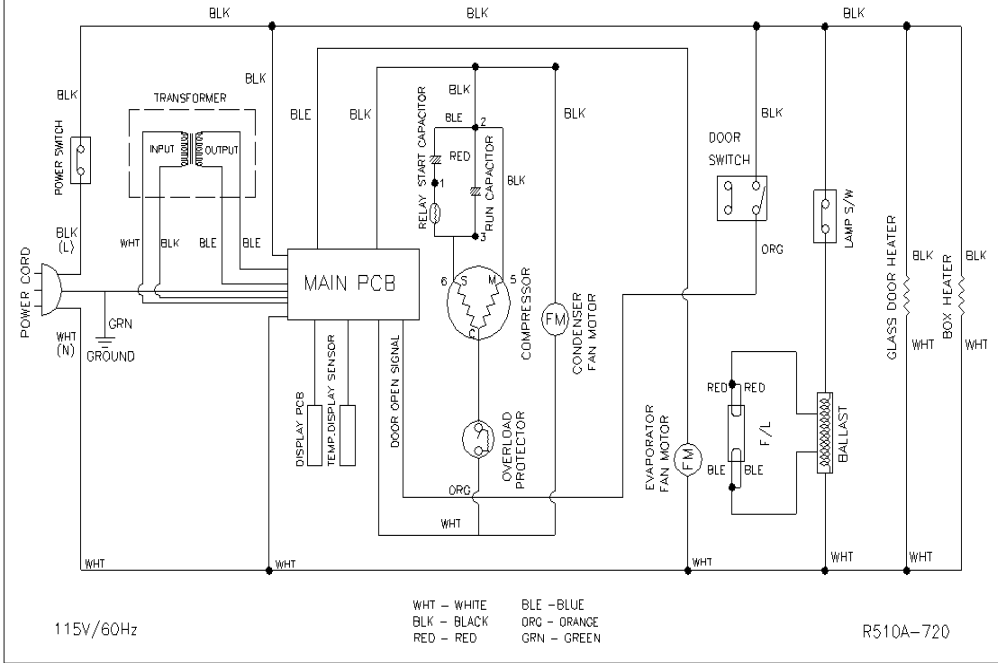 BLK
BLK
BLK
BLK
POWER SWITCH
BLK
(L)
POWER CORD
GRN
GROUND
WHT
(N)
TRANSFORMER
INPUT
OUTPUT
WHT
BLK
BLE
BLE
BLK
BLE
BLK
MAIN PCB
DISPLAY PCB
TEMP.DISPLAY SENSOR
DOOR OPEN SIGNAL
RELAY START CAPACITOR
BLK
BLE
2
RED
1
RUN CAPACITOR
BLK
3
6
S
M
5
C
COMPRESSOR
BLK
FM
CONDENSER
FAN MOTOR
OVERLOAD
PROTECTOR
ORG
WHT
EVAPORATOR
FAN MOTOR
FM
DOOR
SWITCH
BLK
ORG
LAMP S/W
RED
RED
F/L
BLE
BLE
BALLAST
GLASS DOOR HEATER
BLK
WHT
BOX HEATER
BLK
WHT
WHT
WHT
WHT
WHT
WHT
115V/60Hz
WHT - WHITE
BLK - BLACK
RED - RED
BLE -BLUE
ORG - ORANGE
GRN - GREEN
R510A-720